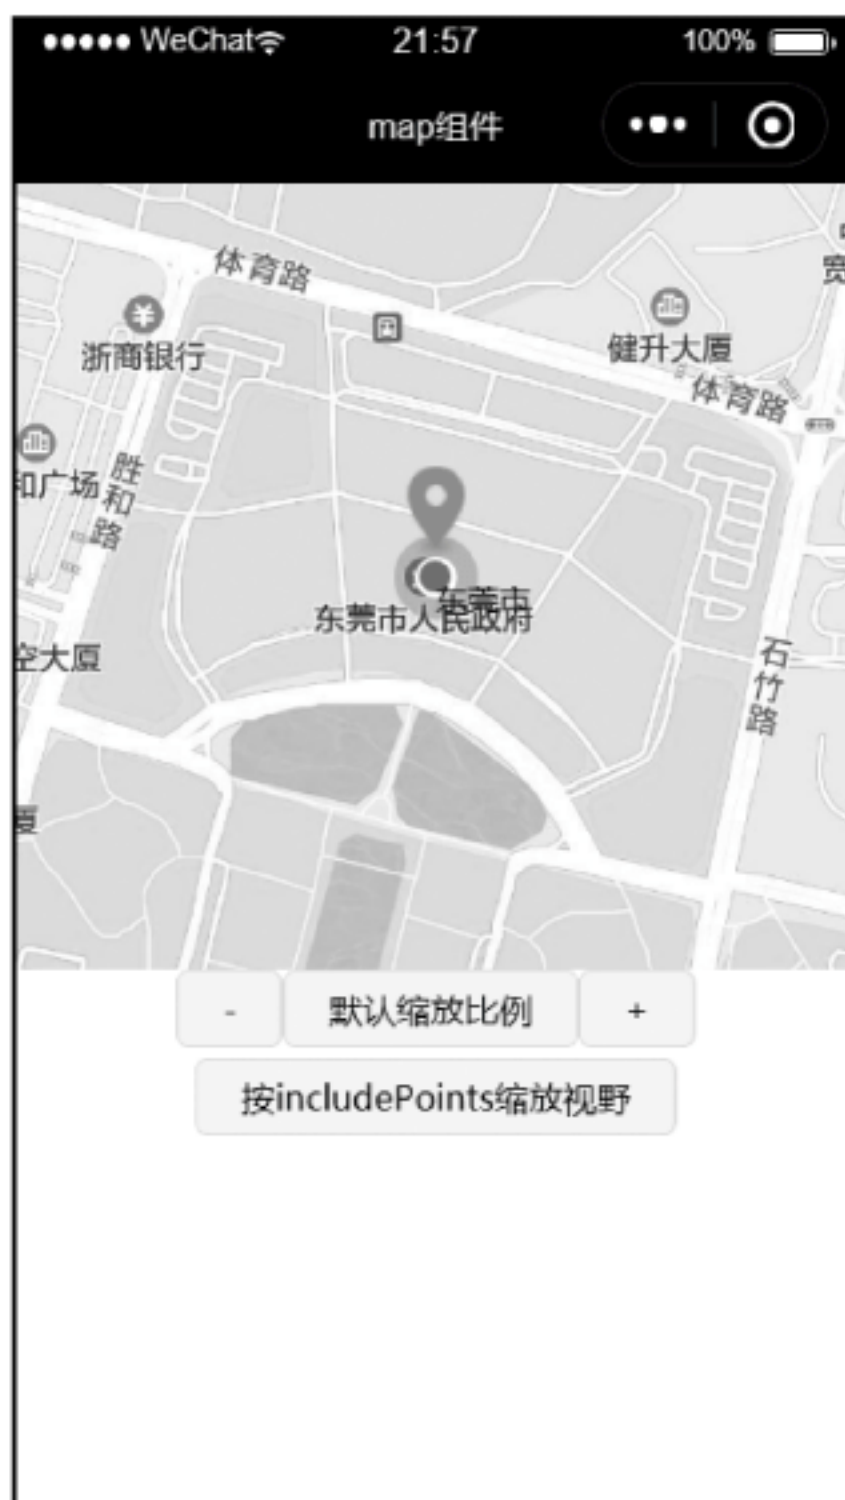 WeChat 21:57 100%
map组件
体育路
宽
浙商银行
健升大厦
体育路
和广场
胜和路
东莞市
东莞市人民政府
空大厦
石竹路
厦
- 默认缩放比例 +
按includePoints缩放视野